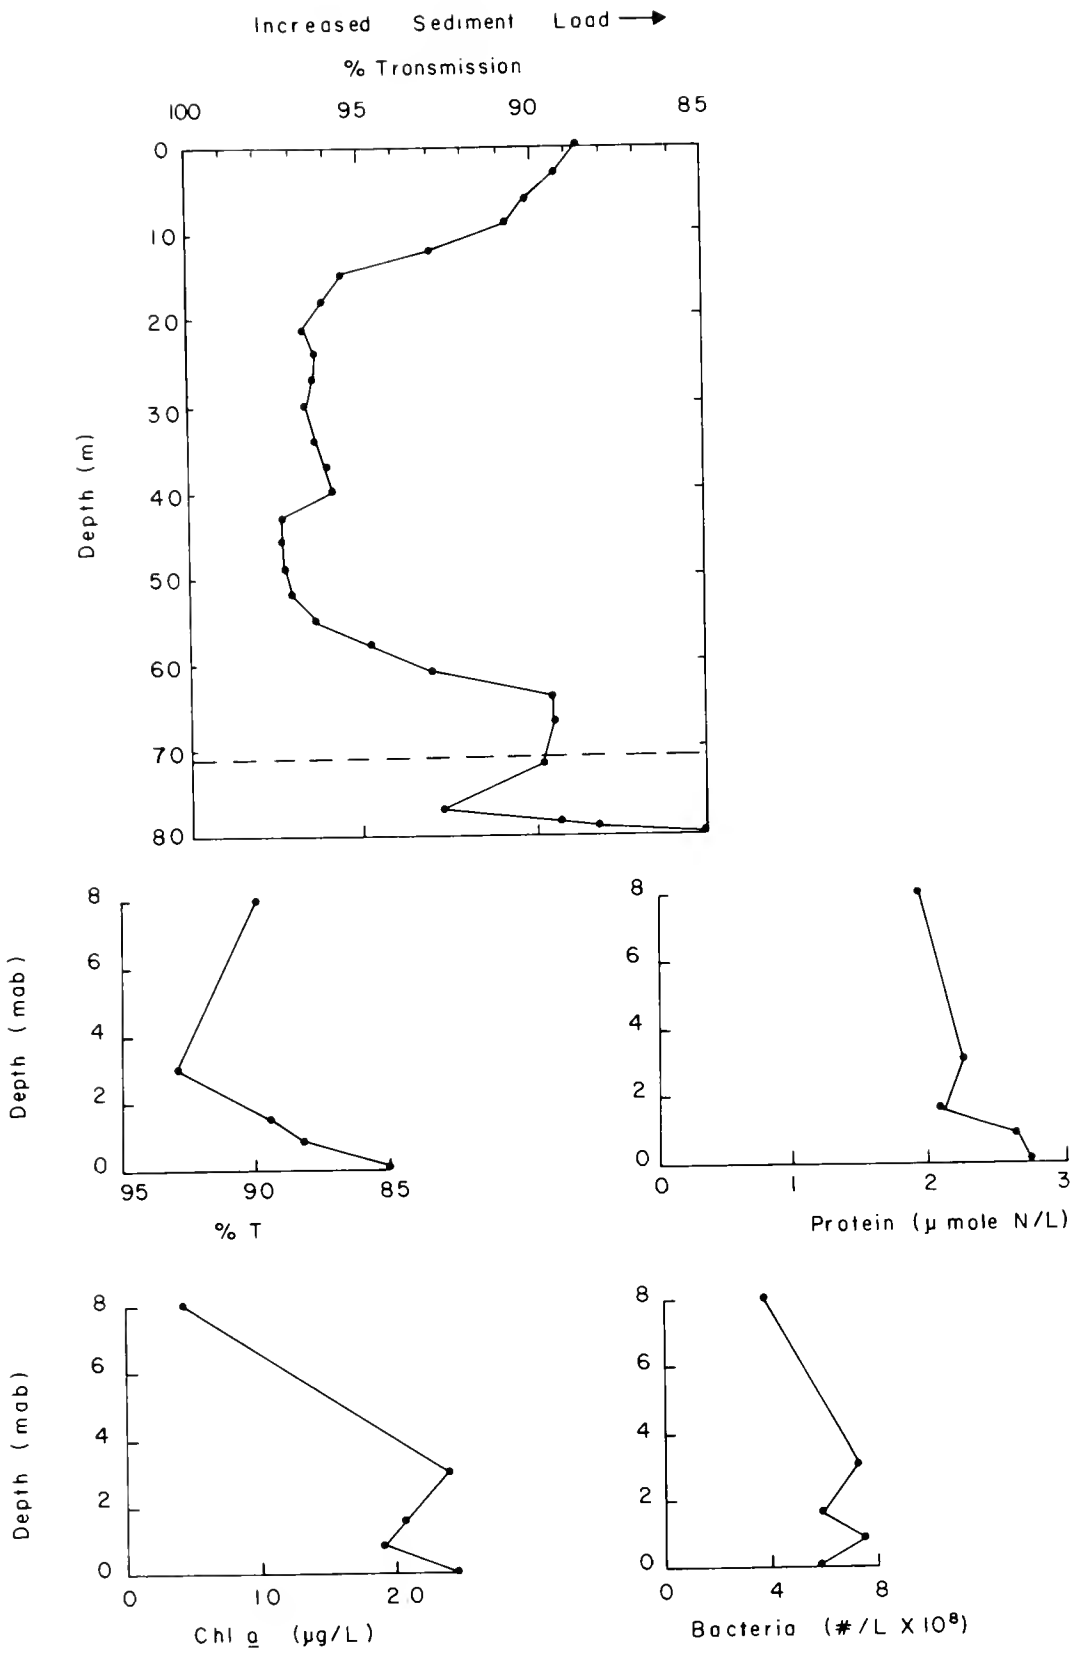 Increased Sediment Load
% Transmission
100 95 90 85
0
10
20
30
40
50
60
70
80
Depth (m)
8
6
4
2
0
95 90 85
% T
Depth (mab)
8
6
4
2
0
0 1 2 3
Protein (μ mole N/L)
8
6
4
2
0
0 10 20
Chl a (μg/L)
Depth (mab)
8
6
4
2
0
0 4 8
Bacteria (#/L X10⁸)